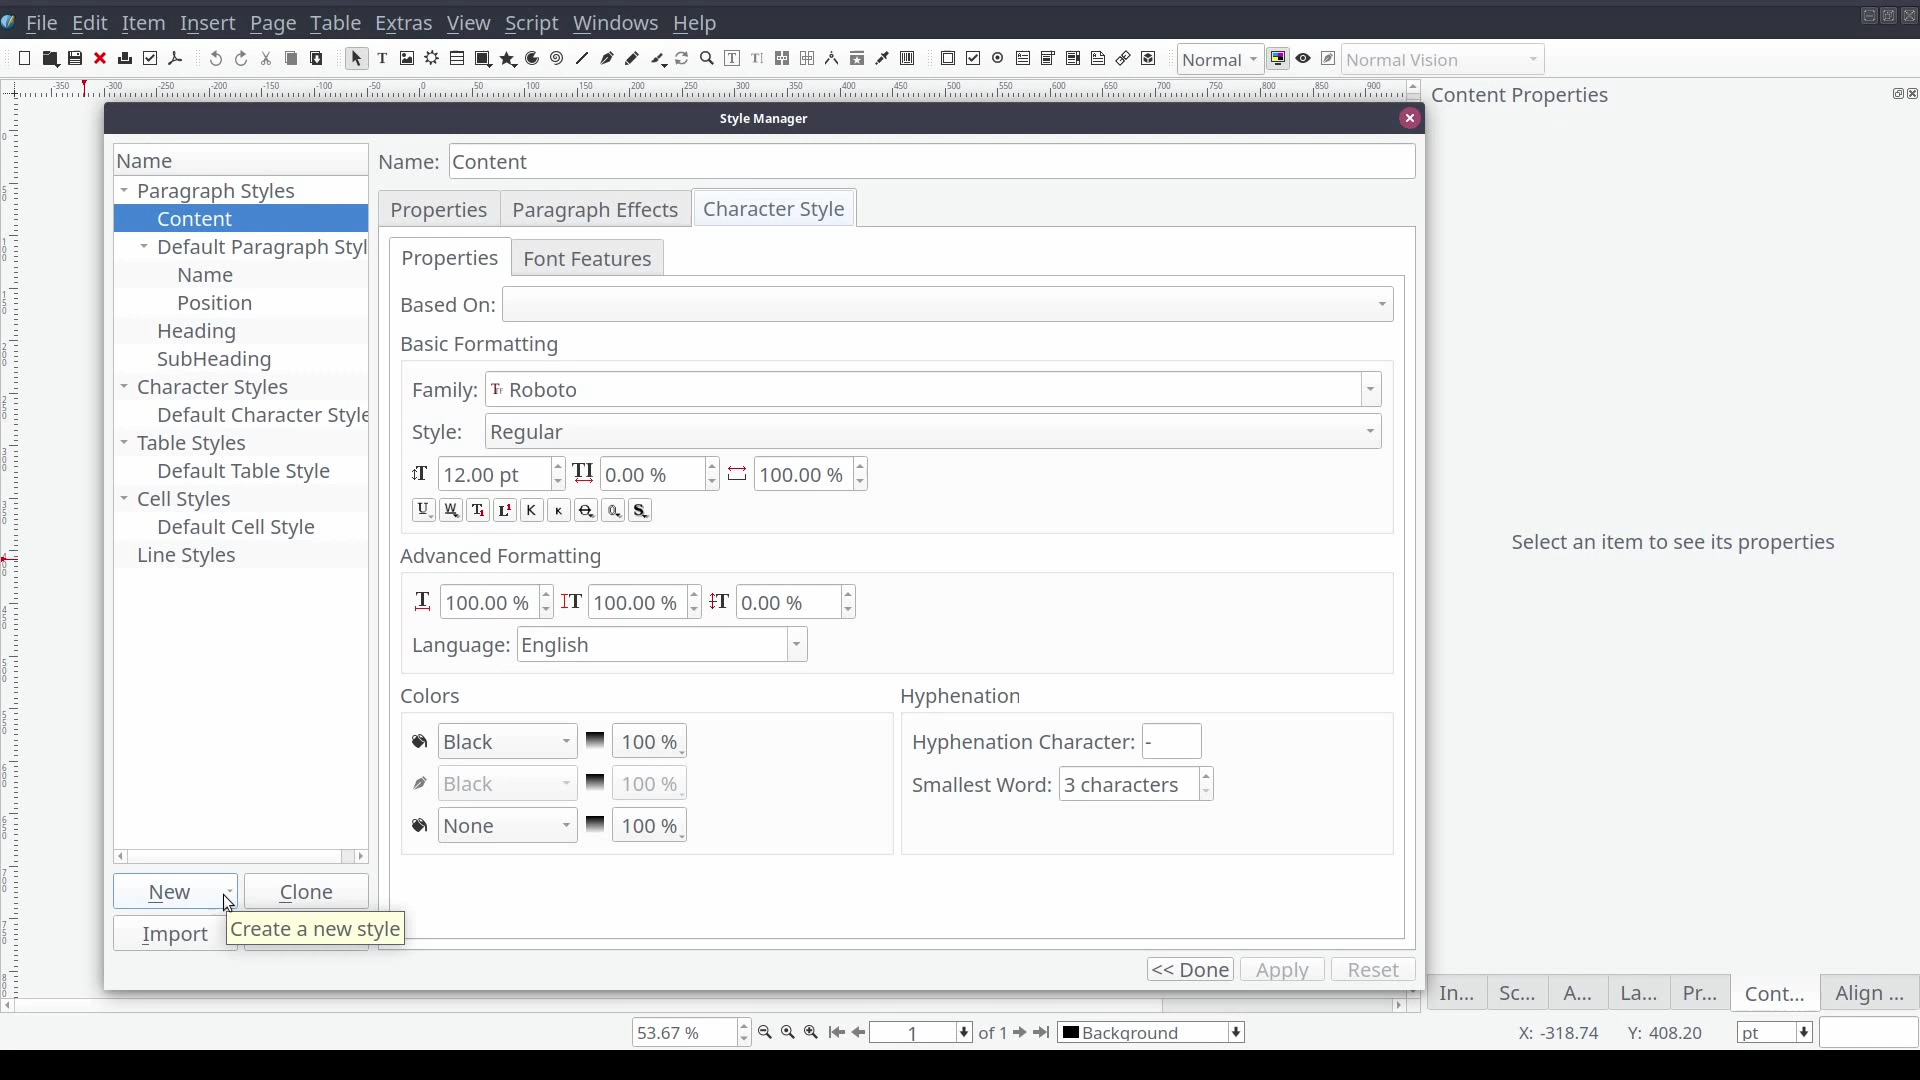 File Edit Item Insert Page Table Extras View Script Windows Help
Normal Normal Vision
Content Properties
Style Manager
Name
Paragraph Styles
Content
Default Paragraph Styl
Name
Position
Heading
SubHeading
Character Styles
Default Character Style
Table Styles
Default Table Style
Cell Styles
Default Cell Style
Line Styles
New Clone
Import
Create a new style
Name: Content
Properties Paragraph Effects Character Style
Properties Font Features
Based On:
Basic Formatting
Family: Roboto
Style: Regular
12.00 pt 0.00 % 100.00 %
Advanced Formatting
100.00 % 100.00 % 0.00 %
Language: English
Colors
Black 100 %
Black 100 %
None 100 %
Hyphenation
Hyphenation Character: -
Smallest Word: 3 characters
<< Done Apply Reset
Select an item to see its properties
In... Sc... A... La... Pr... Cont... Align ...
53.67 % 1 of 1 Background X: -318.74 Y: 408.20 pt